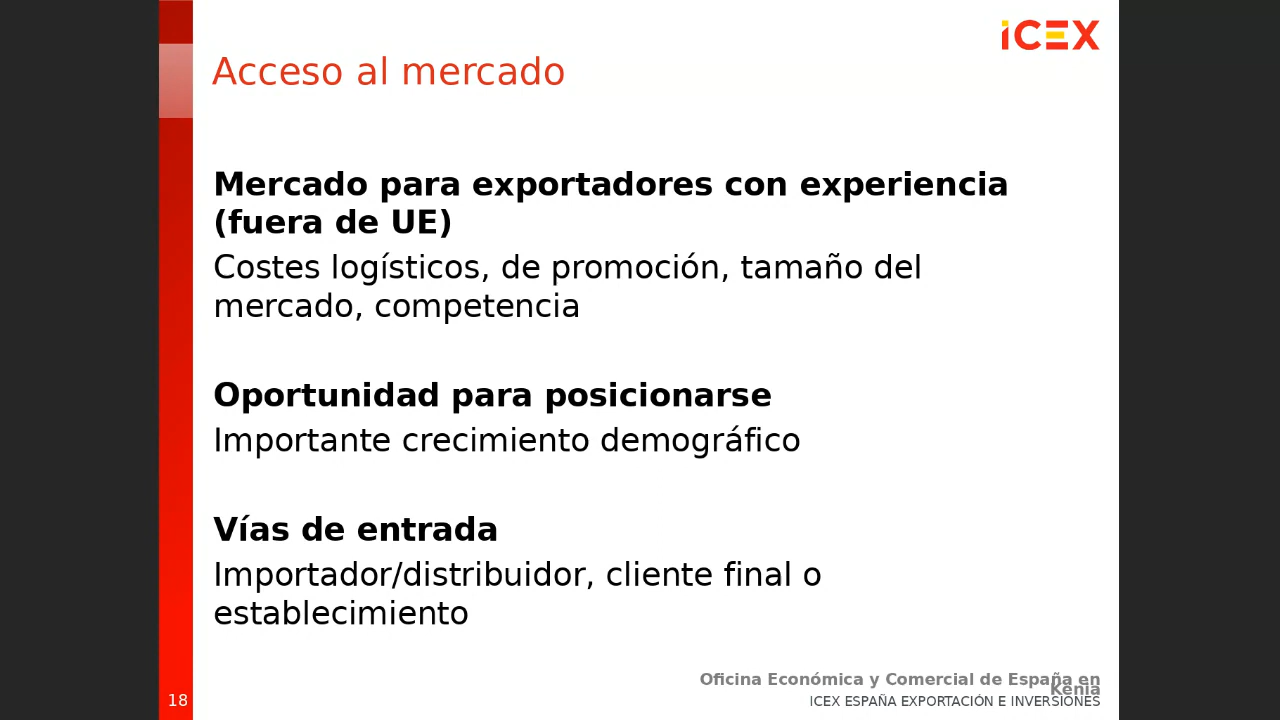 iCEX
Acceso al mercado
Mercado para exportadores con experiencia
(fuera de UE)
Costes logísticos, de promoción, tamaño del
mercado, competencia
Oportunidad para posicionarse
Importante crecimiento demográfico
Vías de entrada
Importador/distribuidor, cliente final o
establecimiento
Oficina Económica y Comercial de España en
Kenia
ICEX ESPAÑA EXPORTACIÓN E INVERSIONES
18